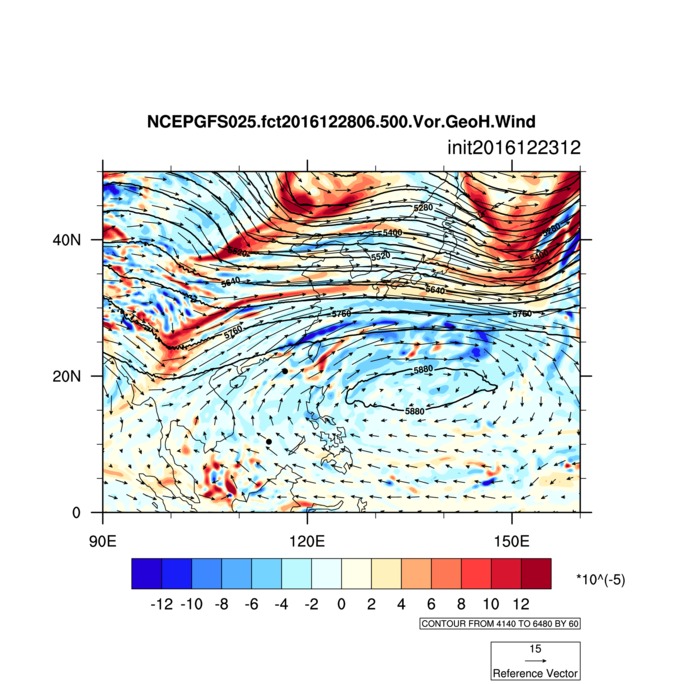 NCEPGFS025.fct2016122806.500.Vor.GeoH.Wind
init2016122312
5280
5400
40N
5520
5640
5640
5760
5760
5760
20N
5880
5880
0
90E 120E 150E
-12 -10 -8 -6 -4 -2 0 2 4 6 8 10 12
*10^(-5)
CONTOUR FROM 4140 TO 6480 BY 60
15
Reference Vector